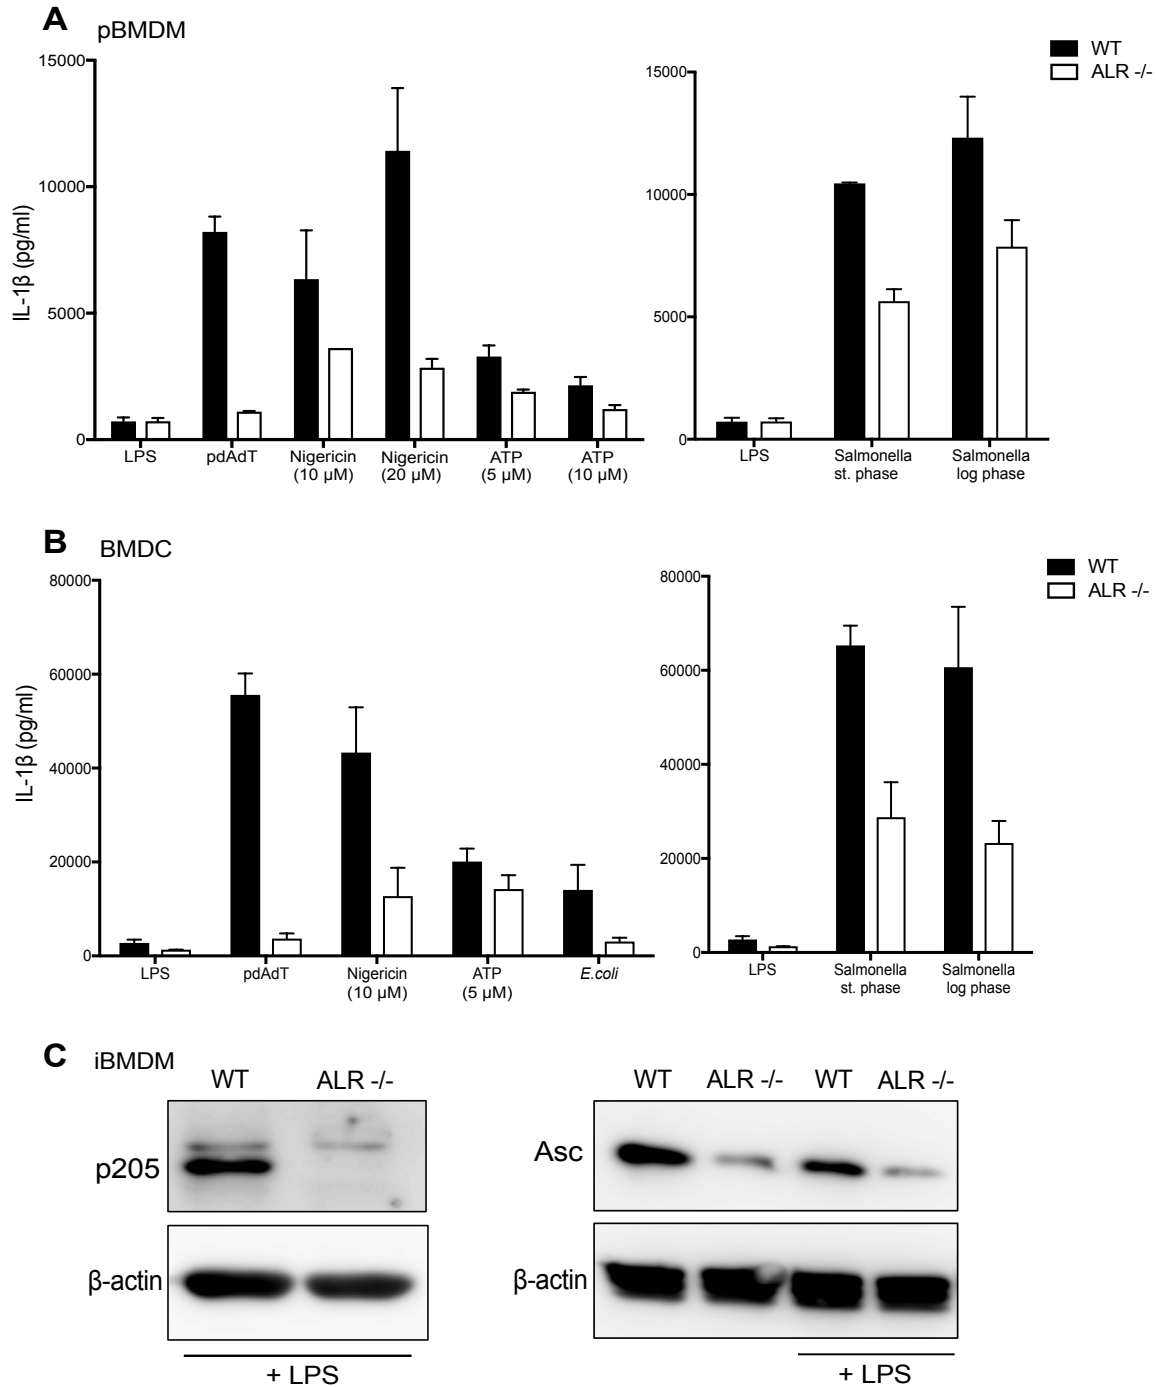 A
pBMDM
WT
ALR -/-
IL-1β (pg/ml)
15000
10000
5000
0
LPS
pdAdT
Nigericin
(10 µM)
Nigericin
(20 µM)
ATP
(5 µM)
ATP
(10 µM)
15000
10000
5000
0
LPS
Salmonella
st. phase
Salmonella
log phase
B
BMDC
WT
ALR -/-
IL-1β (pg/ml)
80000
60000
40000
20000
0
LPS
pdAdT
Nigericin
(10 µM)
ATP
(5 µM)
E.coli
80000
60000
40000
20000
0
LPS
Salmonella
st. phase
Salmonella
log phase
C
iBMDM
WT ALR -/-
p205
β-actin
+ LPS
WT ALR -/- WT ALR -/-
Asc
β-actin
+ LPS